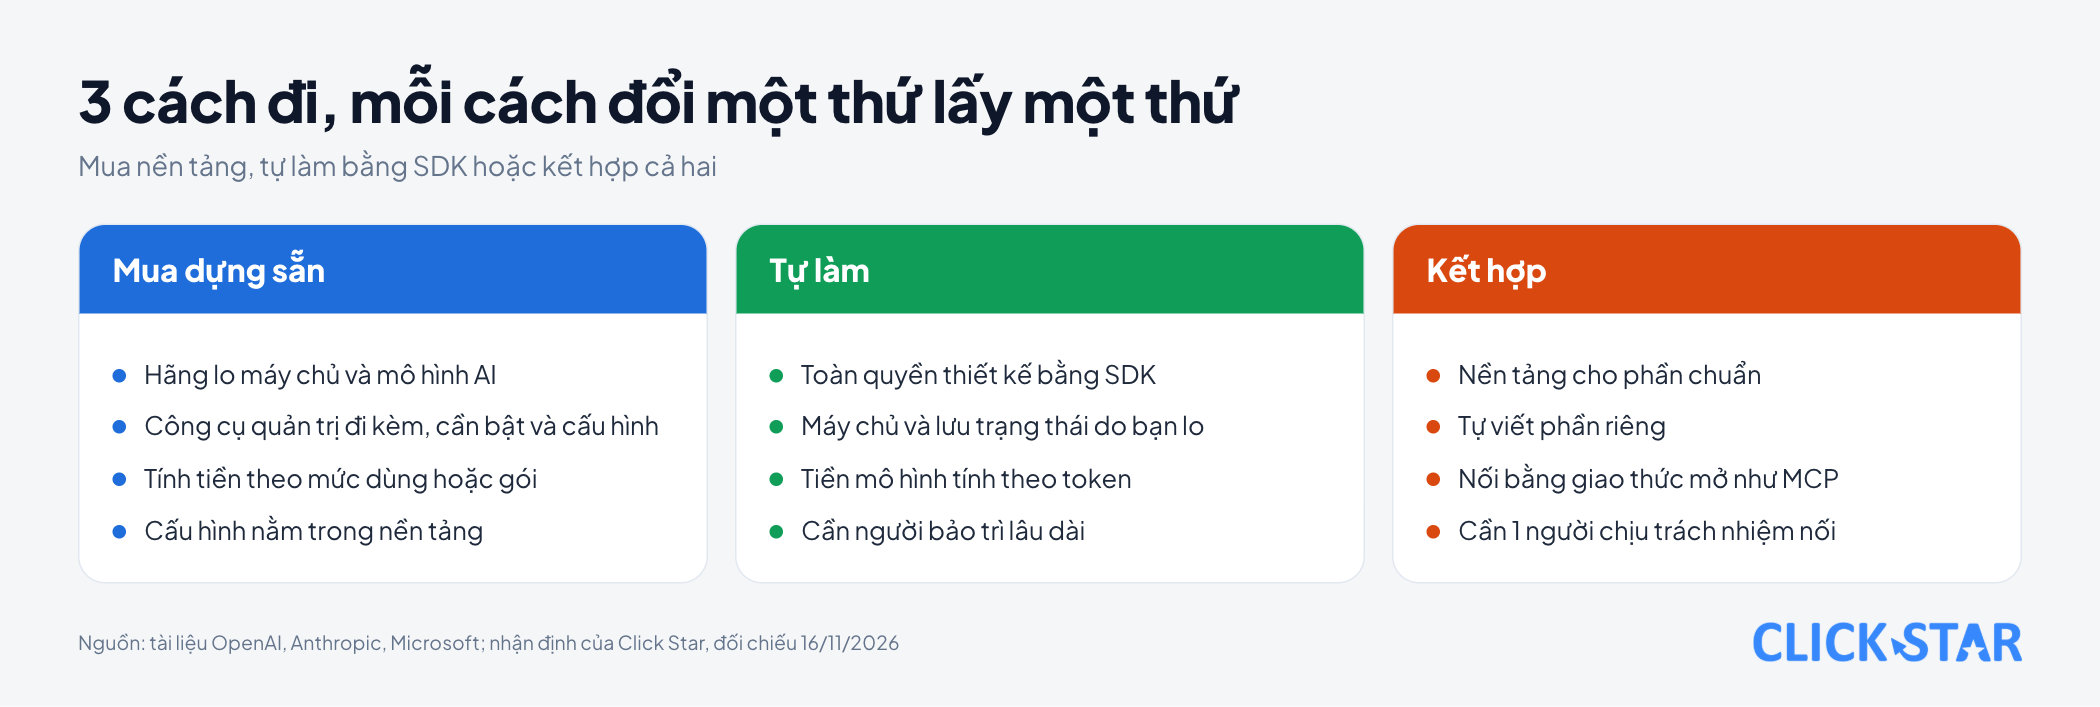 3 cách đi, mỗi cách đổi một thứ lấy một thứ
Mua nền tảng, tự làm bằng SDK hoặc kết hợp cả hai
Mua dựng sẵn
Hãng lo máy chủ và mô hình AI
Công cụ quản trị đi kèm, cần bật và cấu hình
Tính tiền theo mức dùng hoặc gói
Cấu hình nằm trong nền tảng
Tự làm
Toàn quyền thiết kế bằng SDK
Máy chủ và lưu trạng thái do bạn lo
Tiền mô hình tính theo token
Cần người bảo trì lâu dài
Kết hợp
Nền tảng cho phần chuẩn
Tự viết phần riêng
Nối bằng giao thức mở như MCP
Cần 1 người chịu trách nhiệm nối
Nguồn: tài liệu OpenAI, Anthropic, Microsoft; nhận định của Click Star, đối chiếu 16/11/2026
CLICK STAR